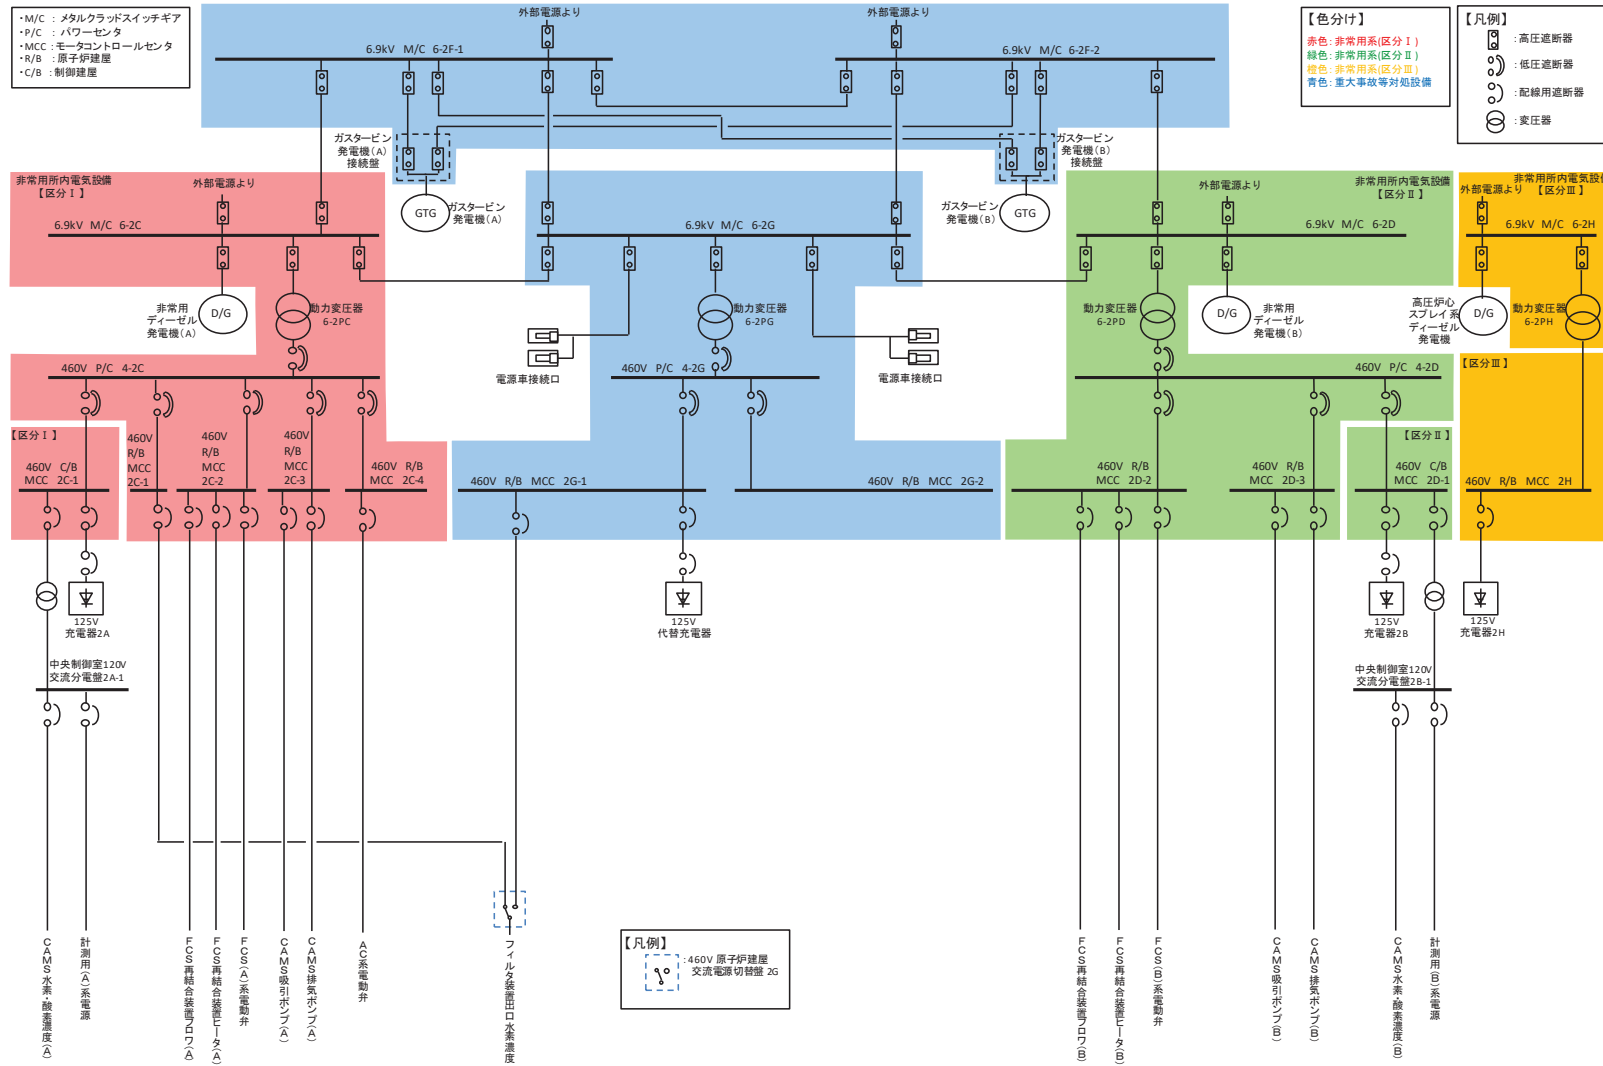 ・M/C ： メタルクラッドスイッチギア
・P/C ： パワーセンタ
・MCC ：モータコントロールセンタ
・R/B ：原子炉建屋
・C/B ：制御建屋
外部電源より
外部電源より
6.9kV M/C 6-2F-1
6.9kV M/C 6-2F-2
【色分け】
赤色：非常用系(区分Ⅰ)
緑色：非常用系(区分Ⅱ)
橙色：非常用系(区分Ⅲ)
青色：重大事故等対処設備
【凡例】
：高圧遮断器
：低圧遮断器
：配線用遮断器
：変圧器
ガスタービン
発電機(A)
接続盤
ガスタービン
発電機(B)
接続盤
GTG
ガスタービン
発電機(A)
ガスタービン
発電機(B)
GTG
非常用所内電気設備
【区分Ⅰ】
外部電源より
6.9kV M/C 6-2C
6.9kV M/C 6-2G
外部電源より
非常用所内電気設備
【区分Ⅱ】
6.9kV M/C 6-2D
非常用所内電気設備
外部電源より
【区分Ⅲ】
6.9kV M/C 6-2H
非常用
ディーゼル
発電機(A)
D/G
動力変圧器
6-2PC
動力変圧器
6-2PG
動力変圧器
6-2PD
D/G
非常用
ディーゼル
発電機(B)
高圧炉心
スプレイ系
ディーゼル
発電機
D/G
動力変圧器
6-2PH
電源車接続口
電源車接続口
460V P/C 4-2C
460V P/C 4-2G
460V P/C 4-2D
【区分Ⅲ】
【区分Ⅰ】
460V C/B
MCC 2C-1
460V
R/B
MCC
2C-1
460V
R/B
MCC
2C-2
460V
R/B
MCC
2C-3
460V R/B
MCC 2C-4
460V R/B MCC 2G-1
460V R/B MCC 2G-2
460V R/B
MCC 2D-2
460V R/B
MCC 2D-3
【区分Ⅱ】
460V C/B
MCC 2D-1
460V R/B MCC 2H
125V
充電器2A
125V
代替充電器
125V
充電器2B
125V
充電器2H
中央制御室120V
交流分電盤2A-1
中央制御室120V
交流分電盤2B-1
CAMS水素・酸素濃度(A)
計測用(A)系電源
FCS再結合装置ブロワ(A)
FCS再結合装置ヒータ(A)
FCS(A)系電動弁
CAMS吸引ポンプ(A)
CAMS排気ポンプ(A)
AC系電動弁
フィルタ装置出口水素濃度
【凡例】
：460V 原子炉建屋
交流電源切替盤 2G
FCS再結合装置ブロワ(B)
FCS再結合装置ヒータ(B)
FCS(B)系電動弁
CAMS吸引ポンプ(B)
CAMS排気ポンプ(B)
CAMS水素・酸素濃度(B)
計測用(B)系電源